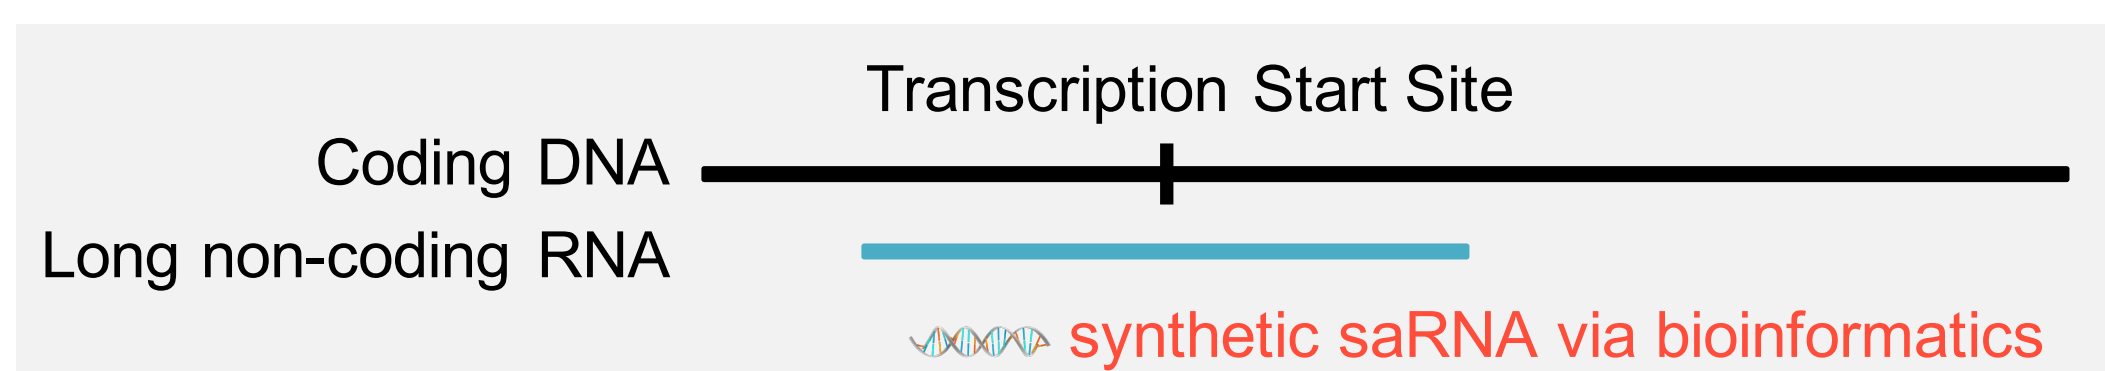 Transcription Start Site
Coding DNA
Long non-coding RNA
synthetic saRNA via bioinformatics